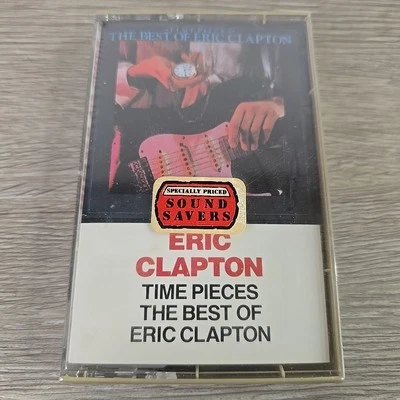 THE BEST OF ERIC CLAPTON
SPECIALLY PRICED
SOUND
SAVERS
ERIC
CLAPTON
TIME PIECES
THE BEST OF
ERIC CLAPTON